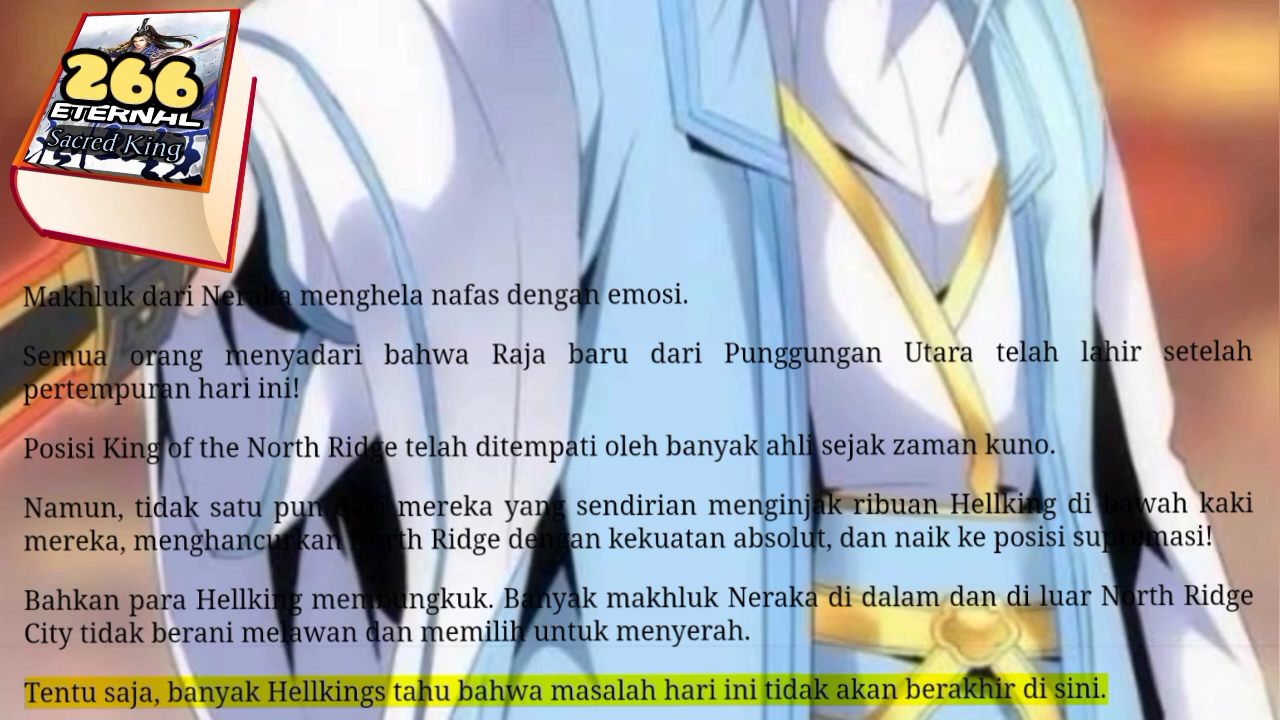 266
ETERNAL
Sacred King
Makhluk dari Neraka menghela nafas dengan emosi.
Semua orang menyadari bahwa Raja baru dari Punggungan Utara telah lahir setelah
pertempuran hari ini!
Posisi King of the North Ridge telah ditempati oleh banyak ahli sejak zaman kuno.
Namun, tidak satu pun dari mereka yang sendirian menginjak ribuan Hellking di bawah kaki
mereka, menghancurkan North Ridge dengan kekuatan absolut, dan naik ke posisi supremasi!
Bahkan para Hellking membungkuk. Banyak makhluk Neraka di dalam dan di luar North Ridge
City tidak berani melawan dan memilih untuk menyerah.
Tentu saja, banyak Hellkings tahu bahwa masalah hari ini tidak akan berakhir di sini.